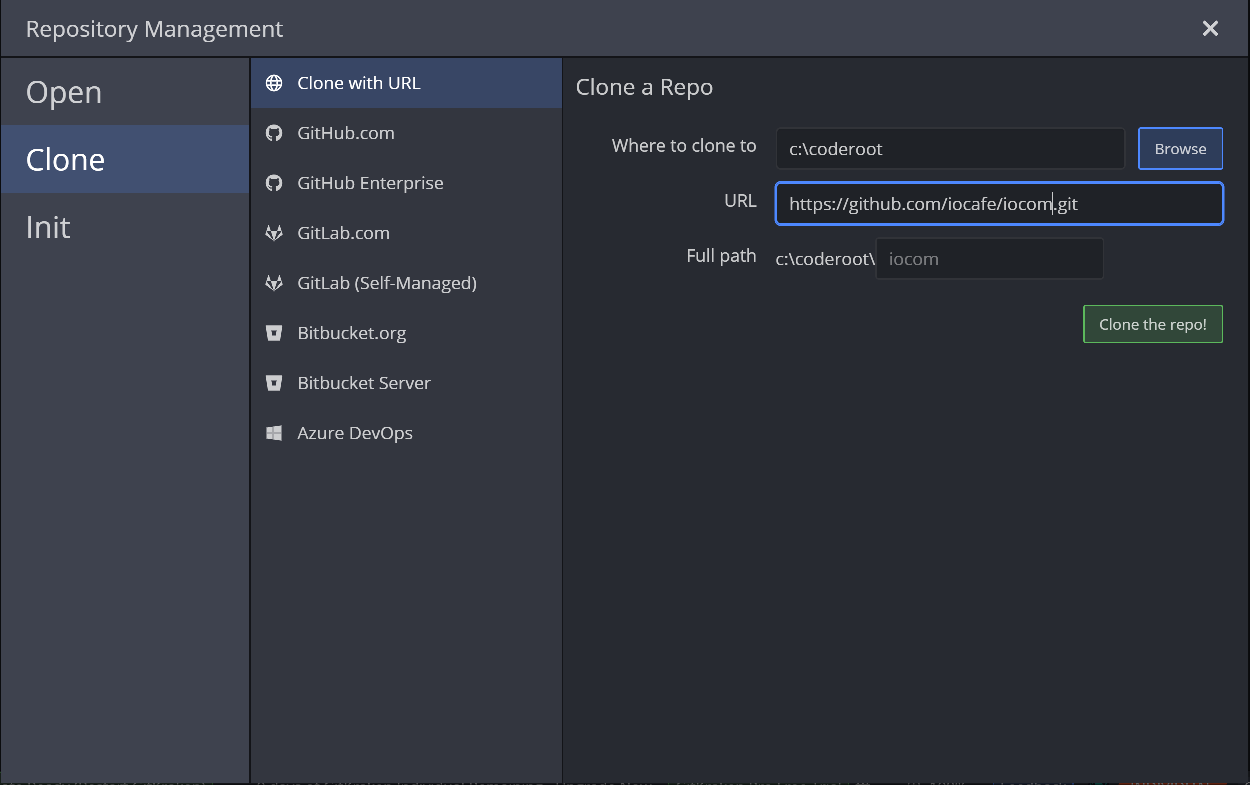 Repository Management
Open
Clone
Init
Clone with URL
GitHub.com
GitHub Enterprise
GitLab.com
GitLab (Self-Managed)
Bitbucket.org
Bitbucket Server
Azure DevOps
Clone a Repo
Where to clone to c:\coderoot Browse
URL https://github.com/iocafe/iocom.git
Full path c:\coderoot\ iocom
Clone the repo!